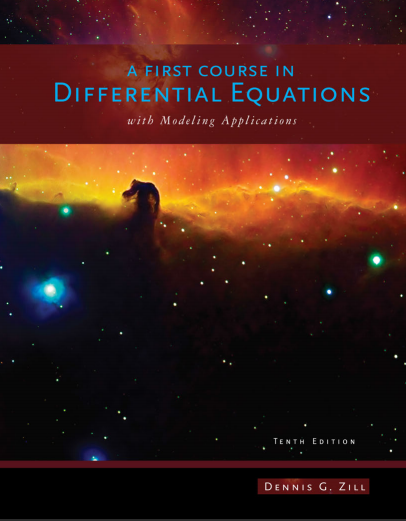 A FIRST COURSE IN
DIFFERENTIAL EQUATIONS
with Modeling Applications
TENTH EDITION
DENNIS G. ZILL